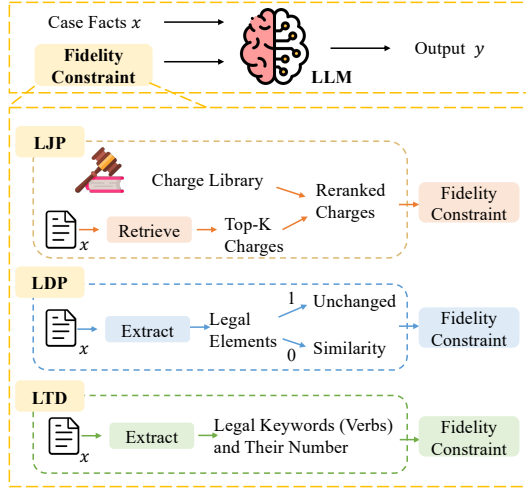 Case Facts x
Fidelity
Constraint
LLM
Output y
LJP
Charge Library
Reranked
Charges
Fidelity
Constraint
x
Retrieve
Top-K
Charges
LDP
x
Extract
Legal
Elements
1
Unchanged
0
Similarity
Fidelity
Constraint
LTD
x
Extract
Legal Keywords (Verbs)
and Their Number
Fidelity
Constraint